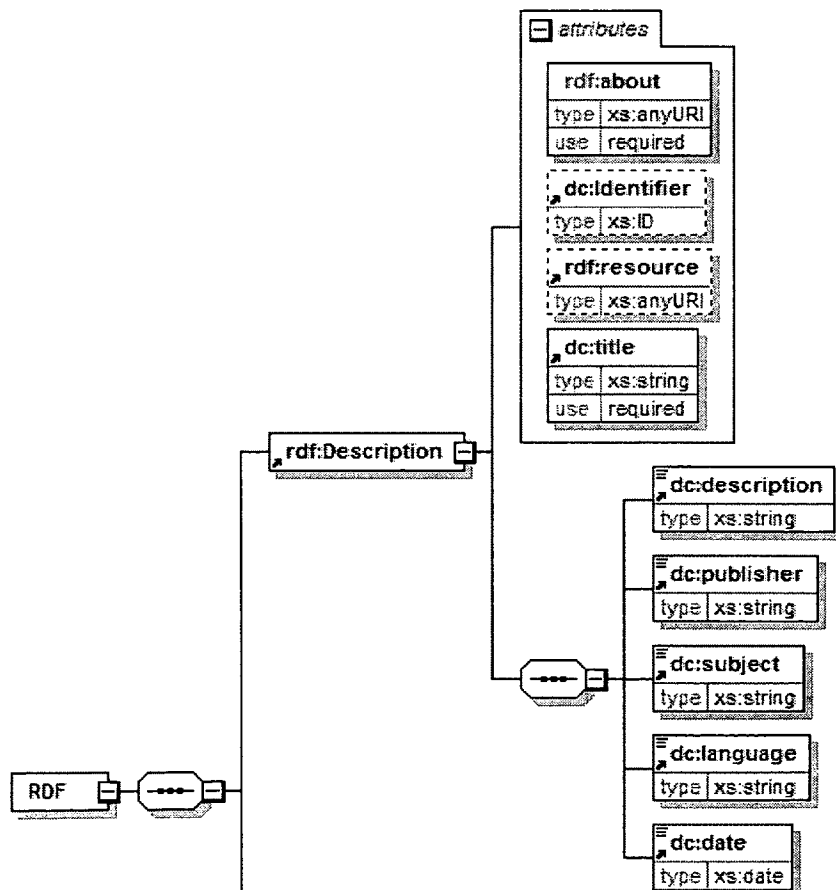 attributes
rdf:about
type xs:anyURI
use required
dc:Identifier
type xs:ID
rdf:resource
type xs:anyURI
dc:title
type xs:string
use required
rdf:Description
dc:description
type xs:string
dc:publisher
type xs:string
dc:subject
type xs:string
dc:language
type xs:string
RDF
dc:date
type xs:date